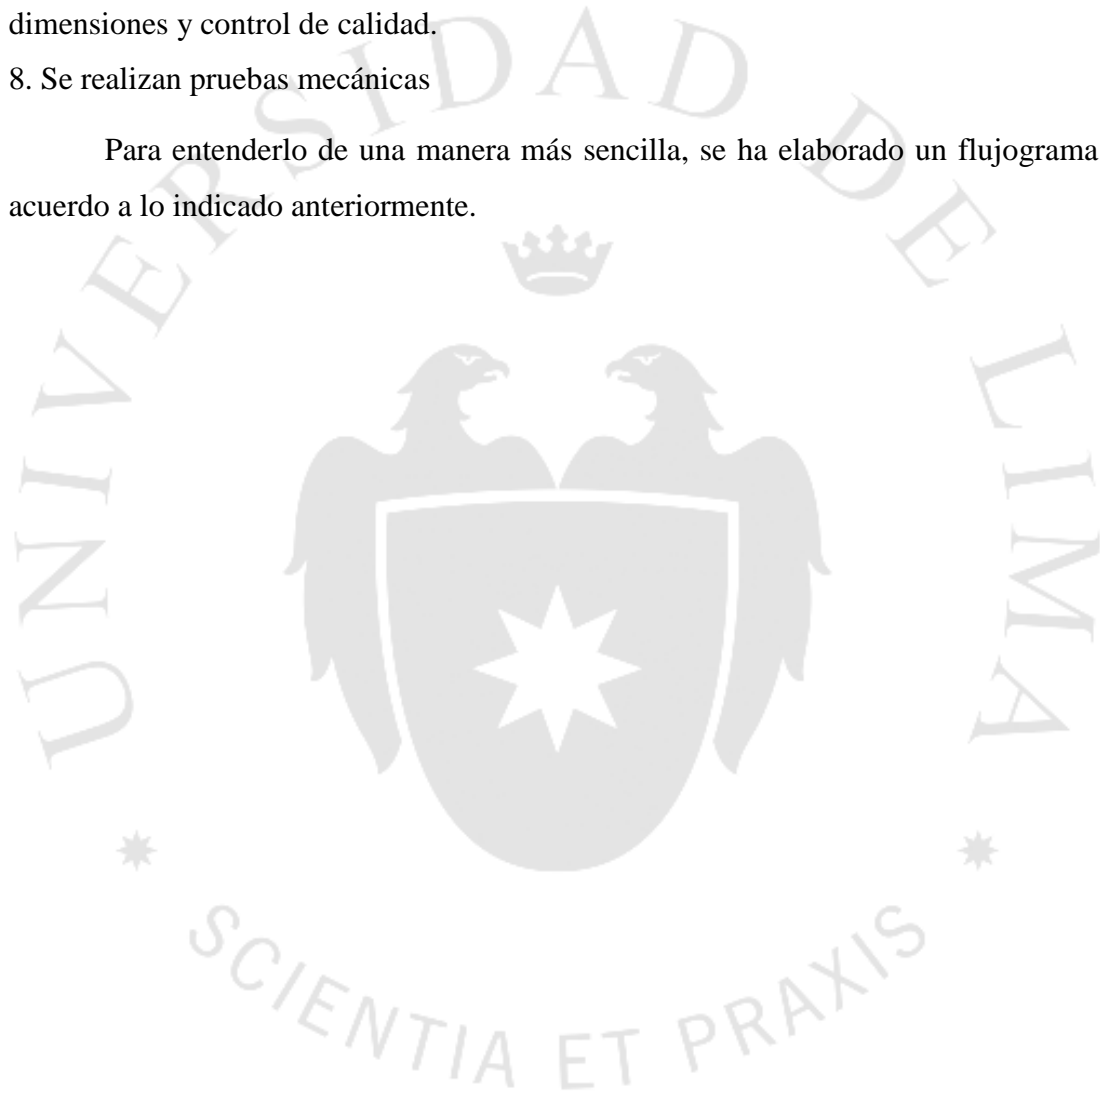 dimensiones y control de calidad.
8. Se realizan pruebas mecánicas
Para entenderlo de una manera más sencilla, se ha elaborado un flujograma
acuerdo a lo indicado anteriormente.
UNIVERSIDAD DE LIMA
SCIENTIA ET PRAXIS